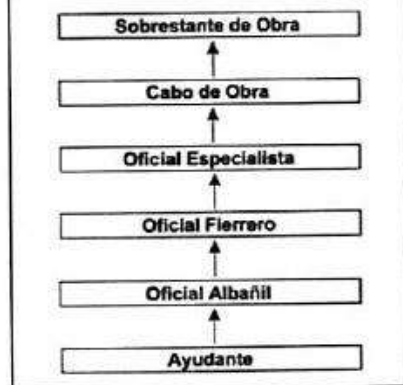 Sobrestante de Obra
Cabo de Obra
Oficial Especialista
Oficial Fierrero
Oficial Albañil
Ayudante